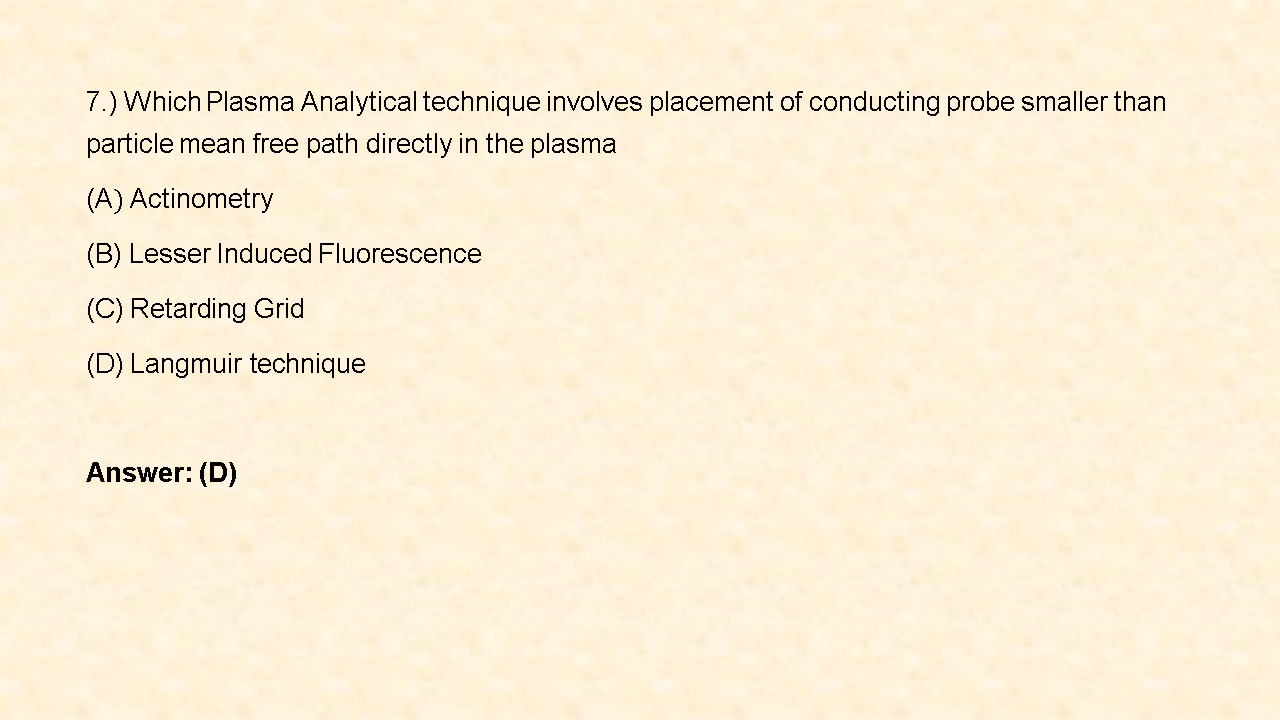 7.) Which Plasma Analytical technique involves placement of conducting probe smaller than
particle mean free path directly in the plasma
(A) Actinometry
(B) Lesser Induced Fluorescence
(C) Retarding Grid
(D) Langmuir technique
Answer: (D)